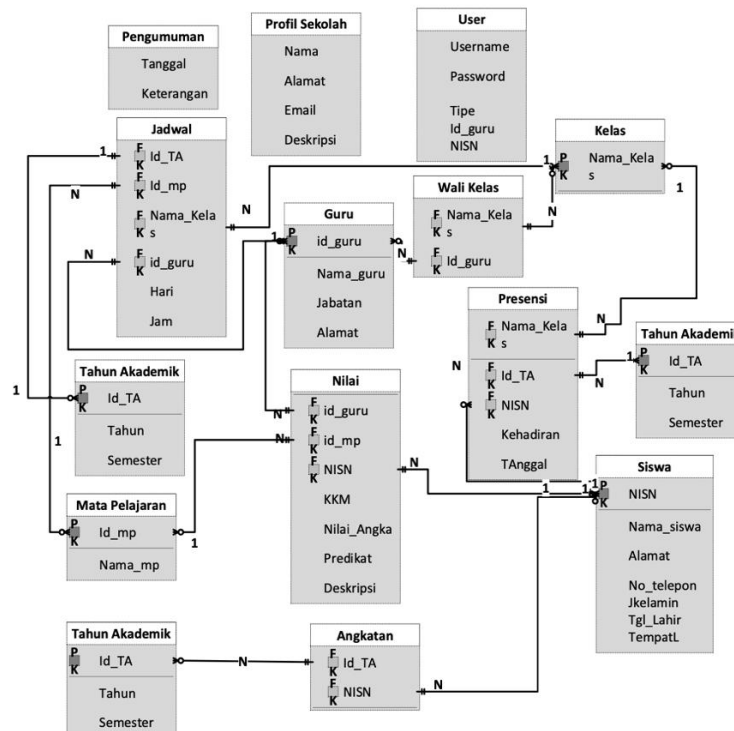 Pengumuman
Tanggal
Keterangan
Profil Sekolah
Nama
Alamat
Email
Deskripsi
User
Username
Password
Tipe
Id_guru
NISN
Jadwal
FK Id_TA
FK Id_mp
FK Nama_Kela
s
FK id_guru
Hari
Jam
1
N
N
N
Kelas
PK Nama_Kela
s
1
1
Wali Kelas
FK Nama_Kela
s
FK Id_guru
N
N
Guru
PK id_guru
Nama_guru
Jabatan
Alamat
1
Presensi
FK Nama_Kela
s
FK Id_TA
FK NISN
Kehadiran
TAnggal
N
N
N
Tahun Akademik
PK Id_TA
Tahun
Semester
1
Tahun Akademik
PK Id_TA
Tahun
Semester
1
1
Nilai
FK id_guru
FK id_mp
FK NISN
KKM
Nilai_Angka
Predikat
Deskripsi
N
N
N
Siswa
PK NISN
Nama_siswa
Alamat
No_telepon
Jkelamin
Tgl_Lahir
TempatL
1
1
1
Mata Pelajaran
PK Id_mp
Nama_mp
1
Tahun Akademik
PK Id_TA
Tahun
Semester
N
Angkatan
FK Id_TA
FK NISN
N